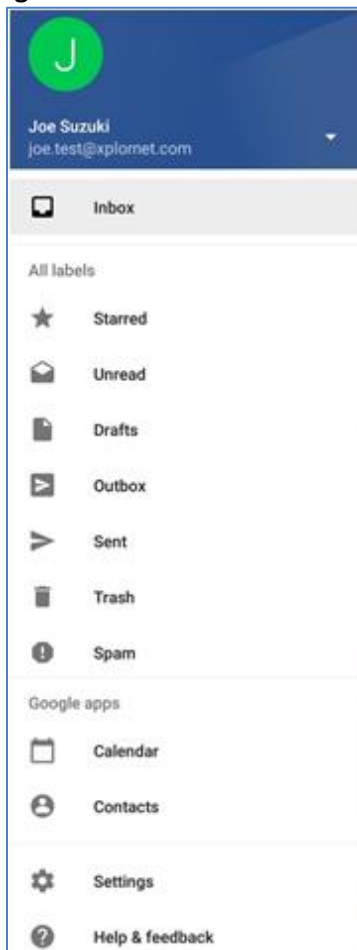 J
Joe Suzuki
joe.test@xplornet.com
Inbox
All labels
Starred
Unread
Drafts
Outbox
Sent
Trash
Spam
Google apps
Calendar
Contacts
Settings
Help & feedback